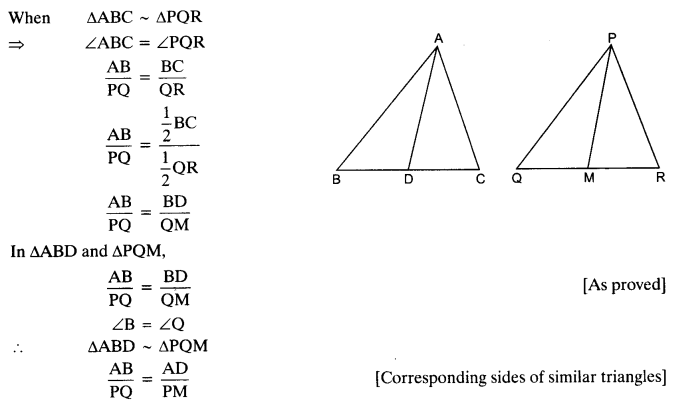 When ΔABC ~ ΔPQR
⇒ ∠ABC = ∠PQR
AB/PQ = BC/QR
AB/PQ = 1/2 BC / 1/2 QR
AB/PQ = BD/QM
In ΔABD and ΔPQM,
AB/PQ = BD/QM [As proved]
∠B = ∠Q
∴ ΔABD ~ ΔPQM
AB/PQ = AD/PM [Corresponding sides of similar triangles]
A P
B D C Q M R